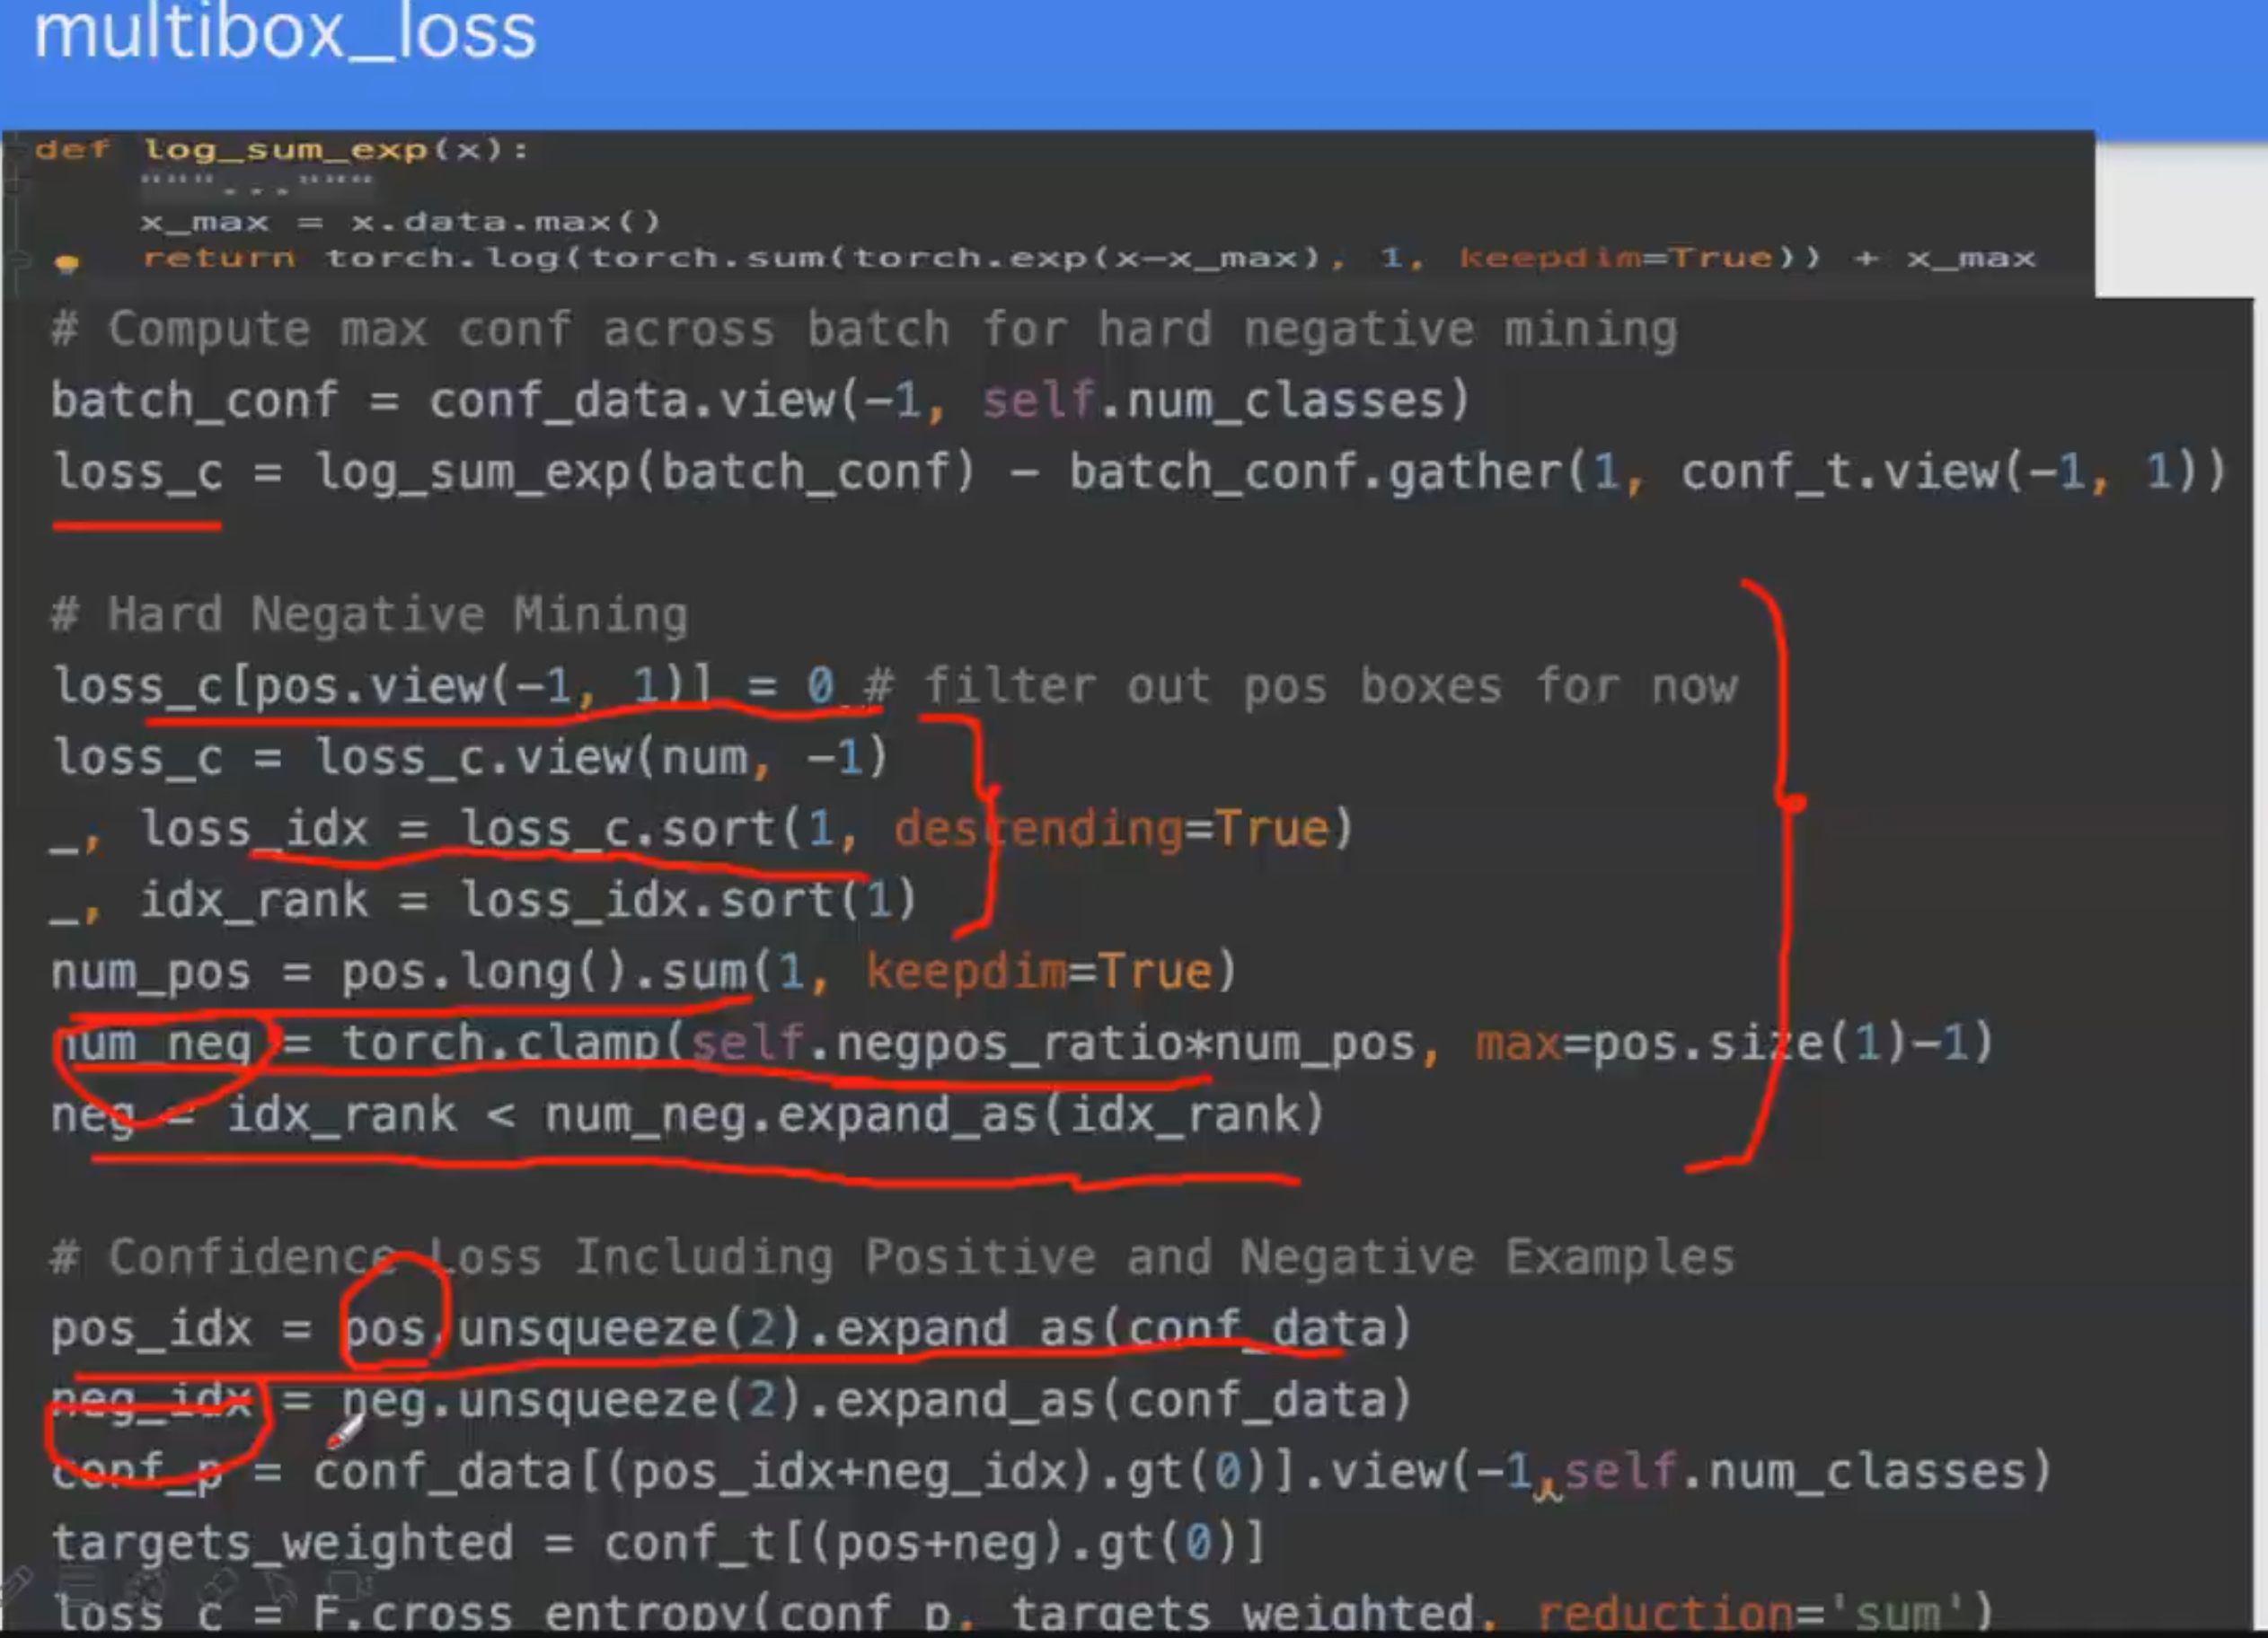 multibox_loss
def log_sum_exp(x):
"""..."""
x_max = x.data.max()
return torch.log(torch.sum(torch.exp(x-x_max), 1, keepdim=True)) + x_max
# Compute max conf across batch for hard negative mining
batch_conf = conf_data.view(-1, self.num_classes)
loss_c = log_sum_exp(batch_conf) - batch_conf.gather(1, conf_t.view(-1, 1))
# Hard Negative Mining
loss_c[pos.view(-1, 1)] = 0 # filter out pos boxes for now
loss_c = loss_c.view(num, -1)
_, loss_idx = loss_c.sort(1, descending=True)
_, idx_rank = loss_idx.sort(1)
num_pos = pos.long().sum(1, keepdim=True)
num_neg = torch.clamp(self.negpos_ratio*num_pos, max=pos.size(1)-1)
neg = idx_rank < num_neg.expand_as(idx_rank)
# Confidence Loss Including Positive and Negative Examples
pos_idx = pos.unsqueeze(2).expand_as(conf_data)
neg_idx = neg.unsqueeze(2).expand_as(conf_data)
conf_p = conf_data[(pos_idx+neg_idx).gt(0)].view(-1,self.num_classes)
targets_weighted = conf_t[(pos+neg).gt(0)]
loss_c = F.cross_entropy(conf_p, targets_weighted, reduction='sum')